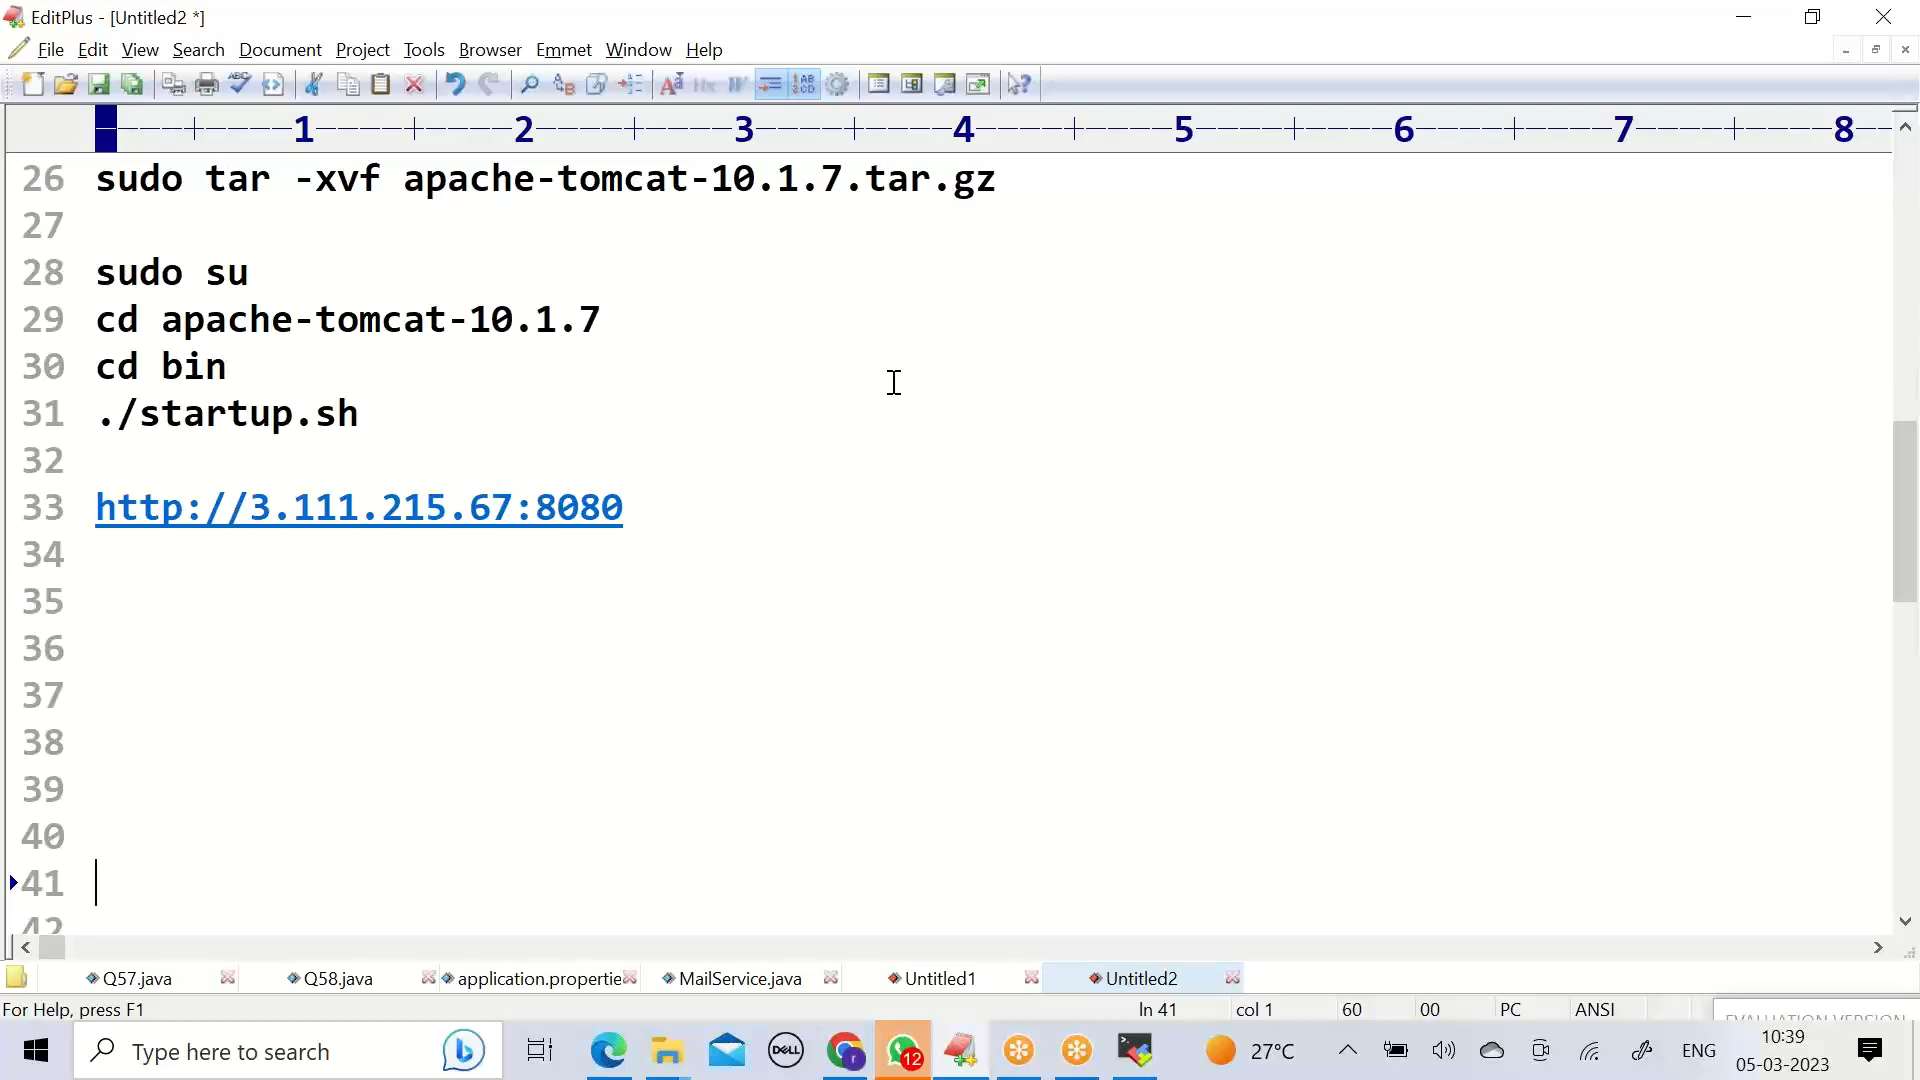 EditPlus - [Untitled2 *]
File Edit View Search Document Project Tools Browser Emmet Window Help
1 2 3 4 5 6 7 8
26 sudo tar -xvf apache-tomcat-10.1.7.tar.gz
27
28 sudo su
29 cd apache-tomcat-10.1.7
30 cd bin
31 ./startup.sh
32
33 http://3.111.215.67:8080
34
35
36
37
38
39
40
41
42
Q57.java Q58.java application.propertie MailService.java Untitled1 Untitled2
For Help, press F1 ln 41 col 1 60 00 PC ANSI
EVALUATION VERSION
Type here to search DELL 12 27°C ENG 10:39
05-03-2023